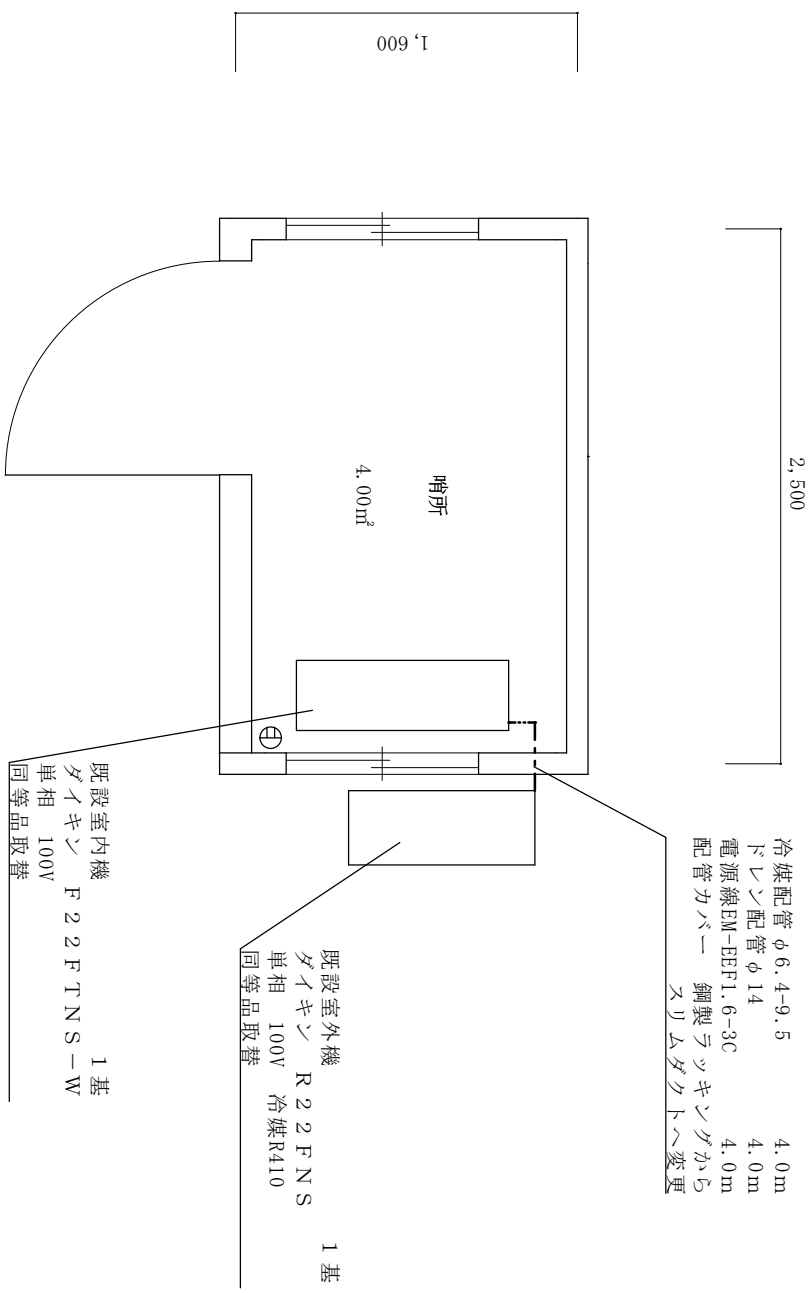 2,500
1,600
冷媒配管φ6.4-9.5 4.0m
ドレン配管φ14 4.0m
電源線EM-EEF1.6-3C 4.0m
配管カバー 鋼製ラッキングから
スリムダクトへ変更
哨所
4.00㎡
既設室外機 1基
ダイキン R22FNS
単相 100V 冷媒R410
同等品取替
既設室内機 1基
ダイキン F22FTNS-W
単相 100V
同等品取替